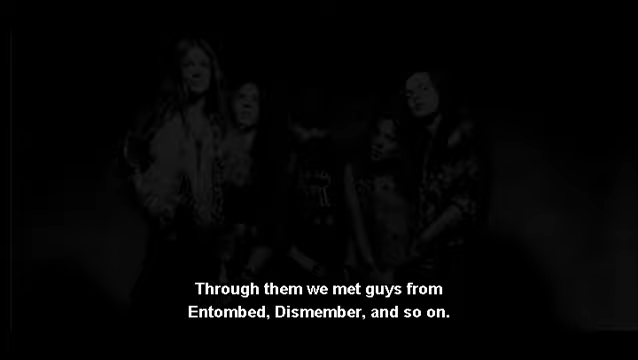 Through them we met guys from
Entombed, Dismember, and so on.